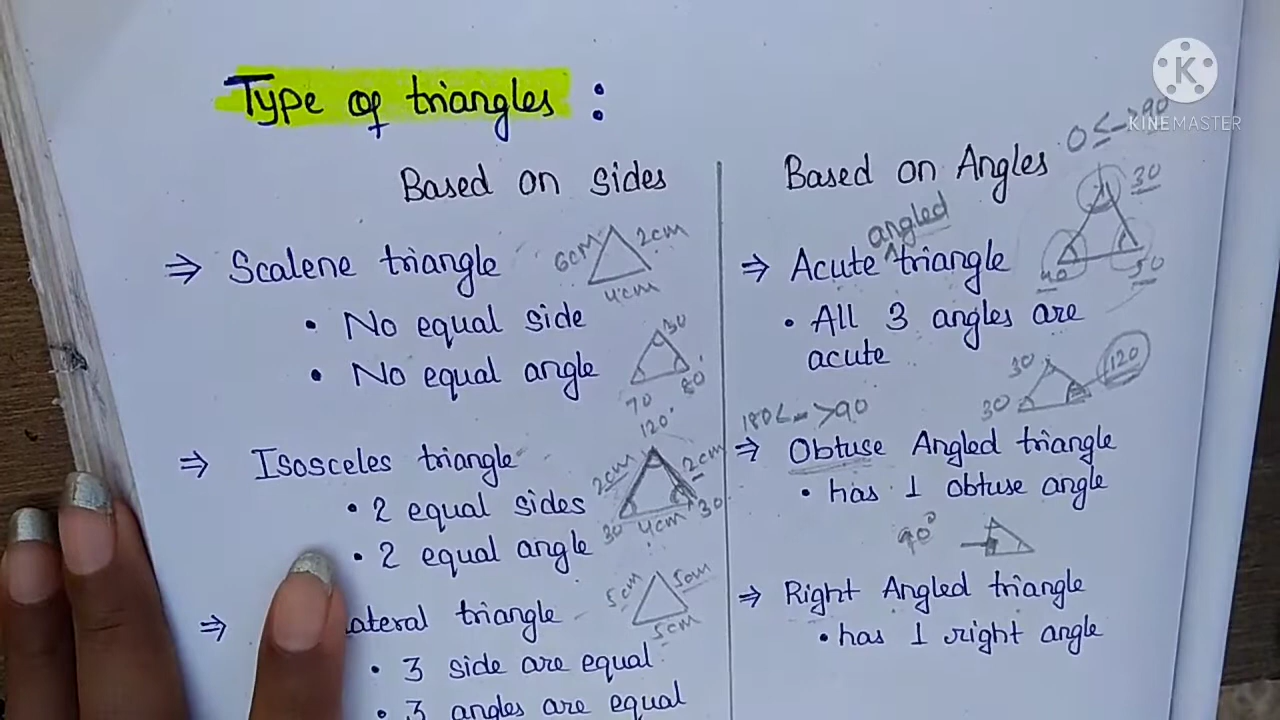 Type of triangles :
Based on sides
⇒ Scalene triangle
6cm 2cm
4cm
• No equal side
• No equal angle
30
70 80°
⇒ Isosceles triangle
120°
2cm 2cm
30 4cm 30
• 2 equal sides
• 2 equal angle
⇒ lateral triangle
5cm 5cm
5cm
• 3 side are equal
• 3 angles are equal
Based on Angles
0 ≤ - >90
30
50
⇒ Acute angled triangle
• All 3 angles are
acute
30 120
30
180< - >90
⇒ Obtuse Angled triangle
• has 1 obtuse angle
90°
⇒ Right Angled triangle
• has 1 right angle
K
KINEMASTER